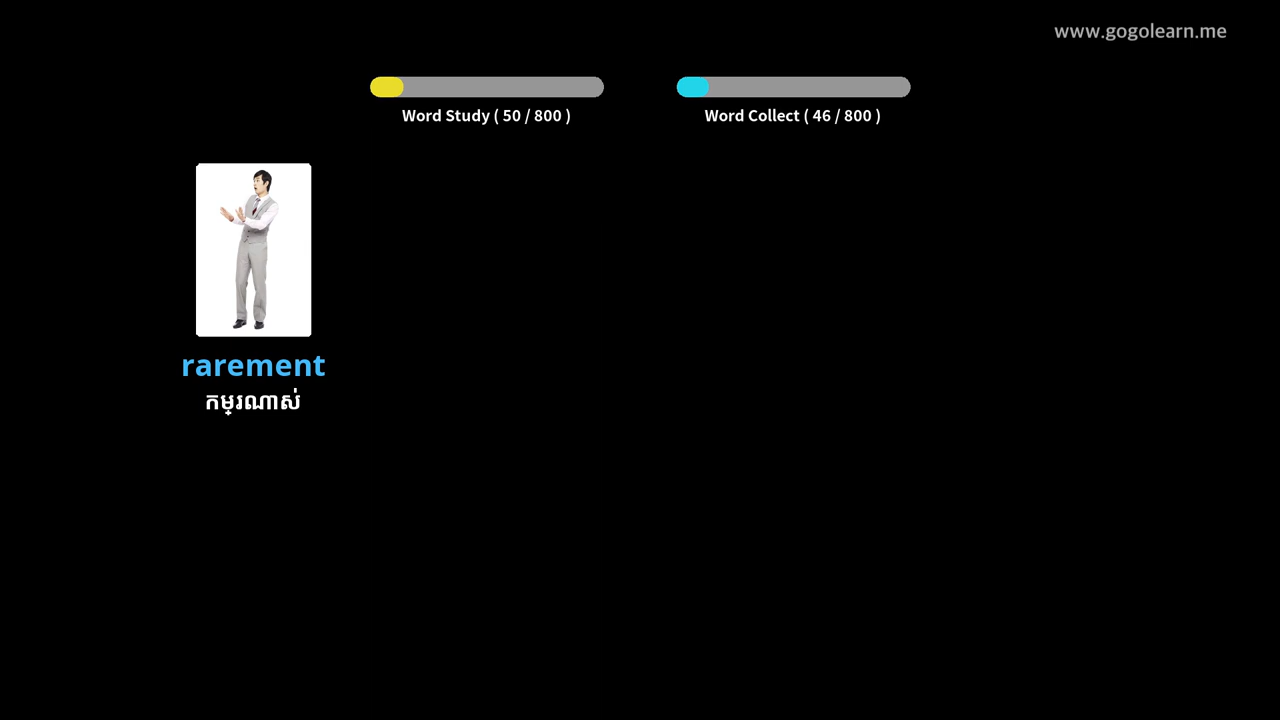 www.gogolearn.me
Word Study ( 50 / 800 )
Word Collect ( 46 / 800 )
rarement
កម្រណាស់